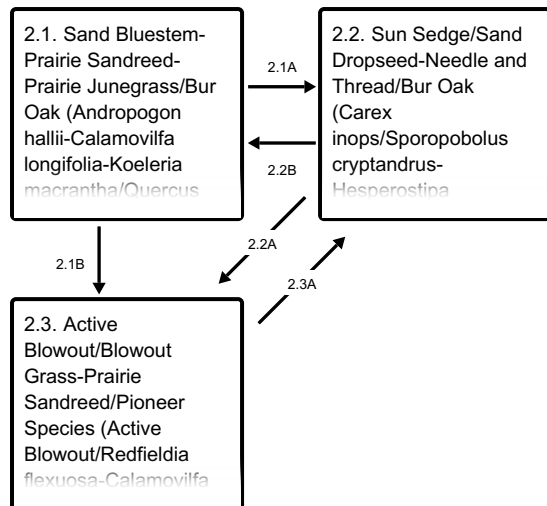 2.1. Sand Bluestem-
Prairie Sandreed-
Prairie Junegrass/Bur
Oak (Andropogon
hallii-Calamovilfa
longifolia-Koeleria
macrantha/Quercus
2.1A
2.2. Sun Sedge/Sand
Dropseed-Needle and
Thread/Bur Oak
(Carex
inops/Sporopobolus
cryptandrus-
Hesperostipa
2.2B
2.1B
2.2A
2.3A
2.3. Active
Blowout/Blowout
Grass-Prairie
Sandreed/Pioneer
Species (Active
Blowout/Redfieldia
flexuosa-Calamovilfa